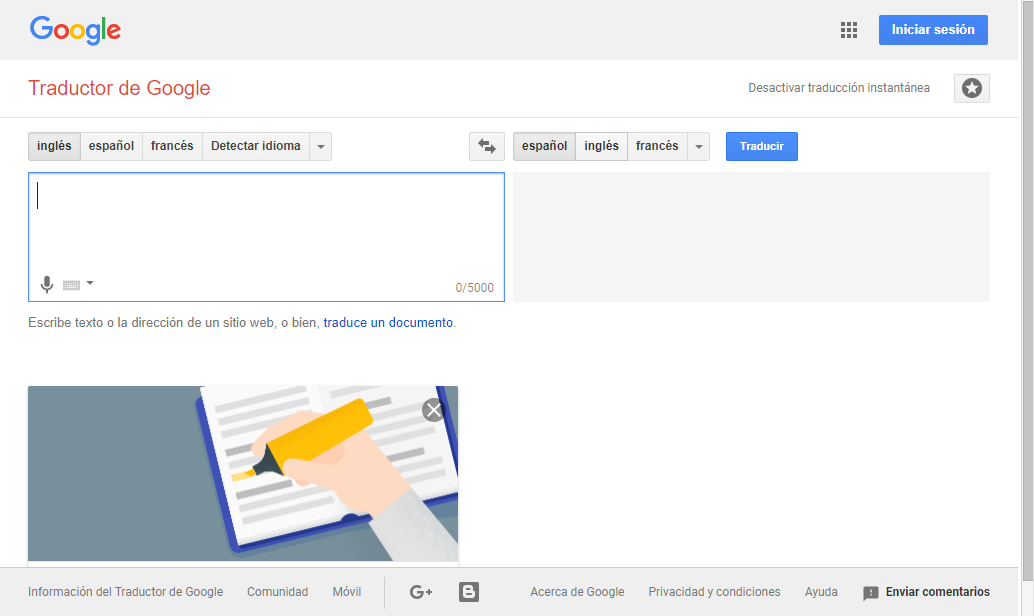 Google
Iniciar sesión
Traductor de Google
Desactivar traducción instantánea
inglés español francés Detectar idioma
español inglés francés
Traducir
0/5000
Escribe texto o la dirección de un sitio web, o bien, traduce un documento.
Información del Traductor de Google Comunidad Móvil G+ B Acerca de Google Privacidad y condiciones Ayuda Enviar comentarios